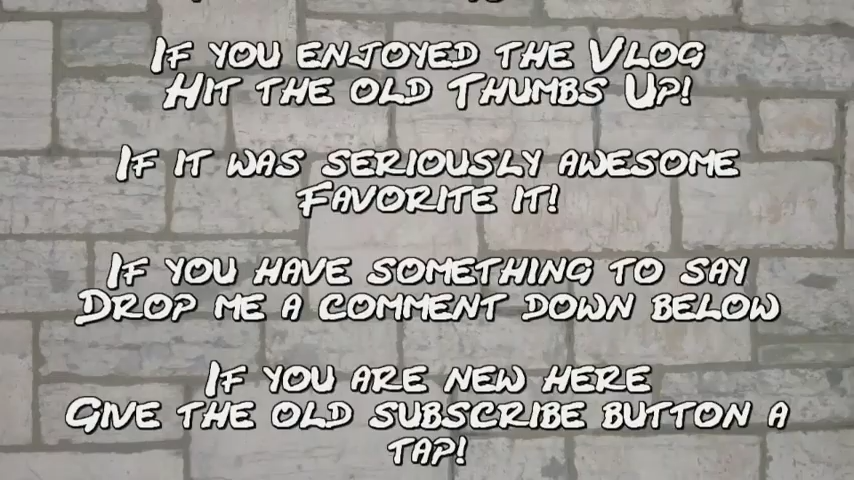 If you enjoyed the Vlog
Hit the old Thumbs Up!
If it was seriously awesome
Favorite it!
If you have something to say
Drop me a comment down below
If you are new here
Give the old subscribe button a
tap!